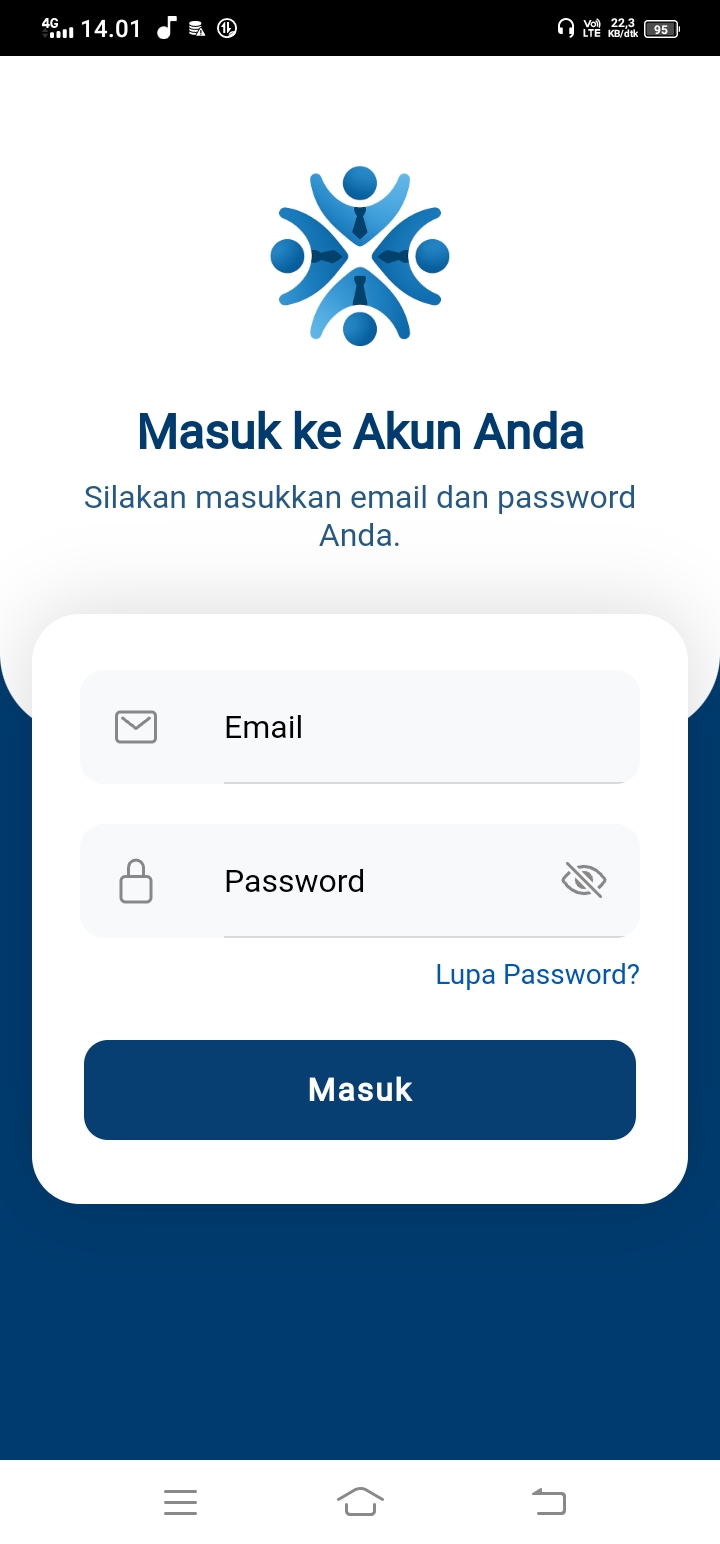 4G 14.01 Vo) LTE 22,3 KB/dtk 95
Masuk ke Akun Anda
Silakan masukkan email dan password
Anda.
Email
Password
Lupa Password?
Masuk